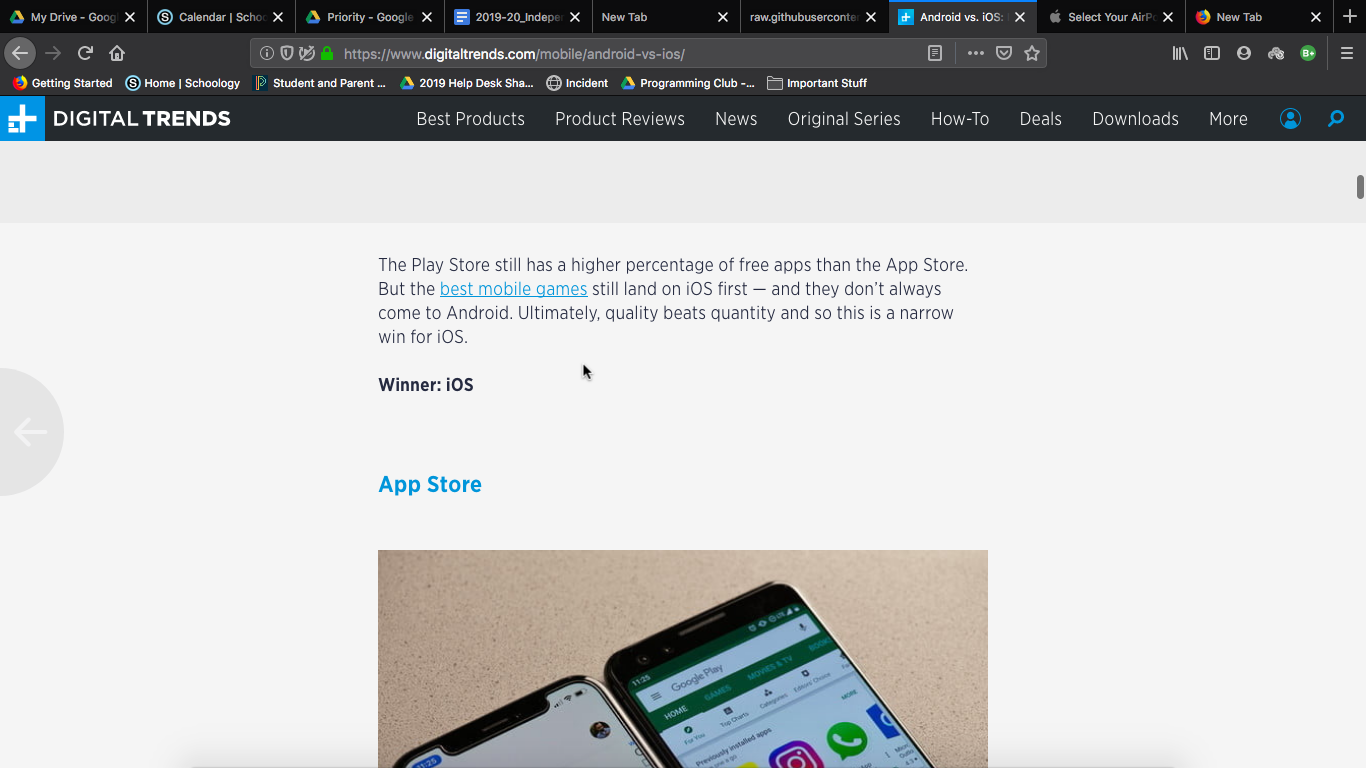 My Drive - Googl
Calendar | Schoo
Priority - Google
2019-20_Indeper
New Tab
raw.githubuserconter
Android vs. iOS:
Select Your AirPo
New Tab
https://www.digitaltrends.com/mobile/android-vs-ios/
Getting Started
Home | Schoology
Student and Parent ...
2019 Help Desk Sha...
Incident
Programming Club -...
Important Stuff
DIGITAL TRENDS
Best Products
Product Reviews
News
Original Series
How-To
Deals
Downloads
More
The Play Store still has a higher percentage of free apps than the App Store.
But the best mobile games still land on iOS first — and they don’t always
come to Android. Ultimately, quality beats quantity and so this is a narrow
win for iOS.
Winner: iOS
App Store
11:25
Google Play
HOME
GAMES
MOVIES & TV
BOOKS
For You
Top Charts
Categories
Editors' Choice
Previously installed apps
MORE
11:25